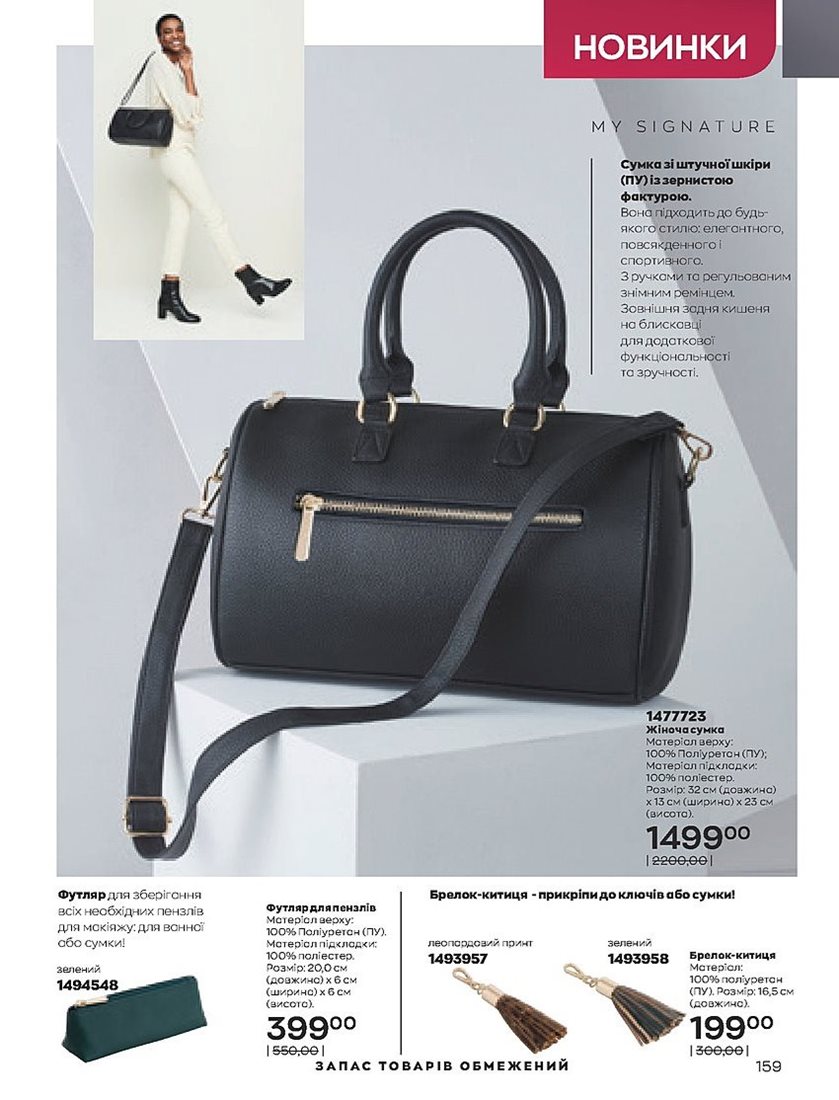 НОВИНКИ
MY SIGNATURE
Сумка зі штучної шкіри
(ПУ) із зернистою
фактурою.
Вона підходить до будь-
якого стилю: елегантного,
повсякденного і
спортивного.
З ручками та регульованим
знімним ремінцем.
Зовнішня задня кишеня
на блискавці
для додаткової
функціональності
та зручності.
1477723
Жіноча сумка
Матеріал верху:
100% Поліуретан (ПУ);
Матеріал підкладки:
100% поліестер.
Розмір: 32 см (довжина)
х 13 см (ширина) х 23 см
(висота).
149900
|2200,00|
Футляр для зберігання
всіх необхідних пензлів
для макіяжу: для ванної
або сумки!
зелений
1494548
Футляр для пензлів
Матеріал верху:
100% Поліуретан (ПУ).
Матеріал підкладки:
100% поліестер.
Розмір: 20,0 см
(довжина) х 6 см
(ширина) х 6 см
(висота).
39900
|550,00|
Брелок-китиця - прикріпи до ключів або сумки!
леопардовий принт
1493957
зелений
1493958
Брелок-китиця
Матеріал:
100% поліуретан
(ПУ). Розмір: 16,5 см
(довжина).
19900
|300,00|
ЗАПАС ТОВАРІВ ОБМЕЖЕНИЙ
159